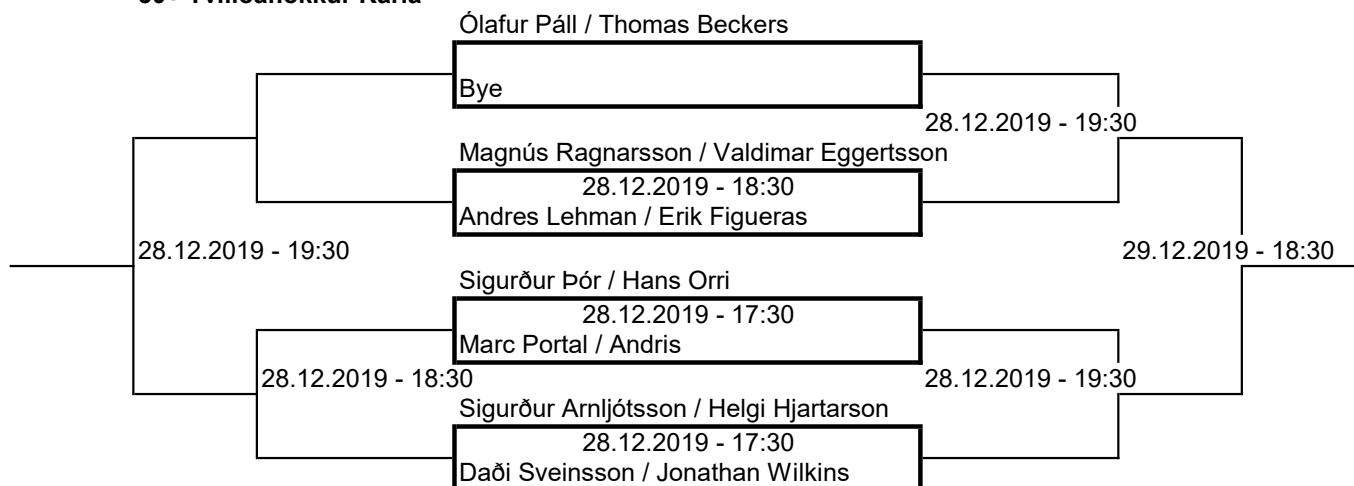 Ólafur Páll / Thomas Beckers
Bye
28.12.2019 - 19:30
Magnús Ragnarsson / Valdimar Eggertsson
28.12.2019 - 18:30
Andres Lehman / Erik Figueras
28.12.2019 - 19:30
29.12.2019 - 18:30
Sigurður Þór / Hans Orri
28.12.2019 - 17:30
Marc Portal / Andris
28.12.2019 - 18:30
28.12.2019 - 19:30
Sigurður Arnljótsson / Helgi Hjartarson
28.12.2019 - 17:30
Daði Sveinsson / Jonathan Wilkins